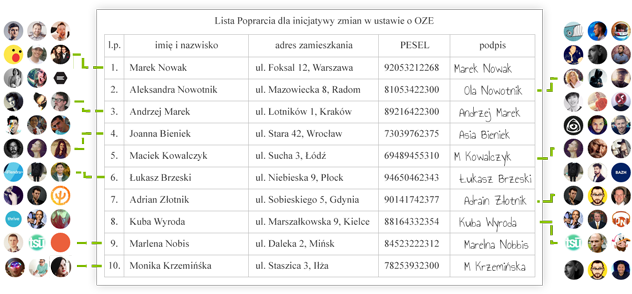 Lista Poprarcia dla inicjatywy zmian w ustawie o OZE
l.p. imię i nazwisko adres zamieszkania PESEL podpis
1. Marek Nowak ul. Foksal 12, Warszawa 92053212268 Marek Nowak
2. Aleksandra Nowotnik ul. Mazowiecka 8, Radom 81053422300 Ola Nowotnik
3. Andrzej Marek ul. Lotników 1, Kraków 89216422300 Andrzej Marek
4. Joanna Bieniek ul. Stara 42, Wrocław 73039762375 Asia Bieniek
5. Maciek Kowalczyk ul. Sucha 3, Łódź 69489455310 M Kowalczyk
6. Łukasz Brzeski ul. Niebieska 9, Płock 94650462343 Łukasz Brzeski
7. Adrian Złotnik ul. Sobieskiego 5, Gdynia 90141742377 Adrain Złotnik
8. Kuba Wyroda ul. Marszałkowska 9, Kielce 88164332354 Kuba Wyroda
9. Marlena Nobis ul. Daleka 2, Mińsk 84523222312 Marelna Nobbis
10. Monika Krzemińśka ul. Staszica 3, Iłża 78253932300 M Krzemińska